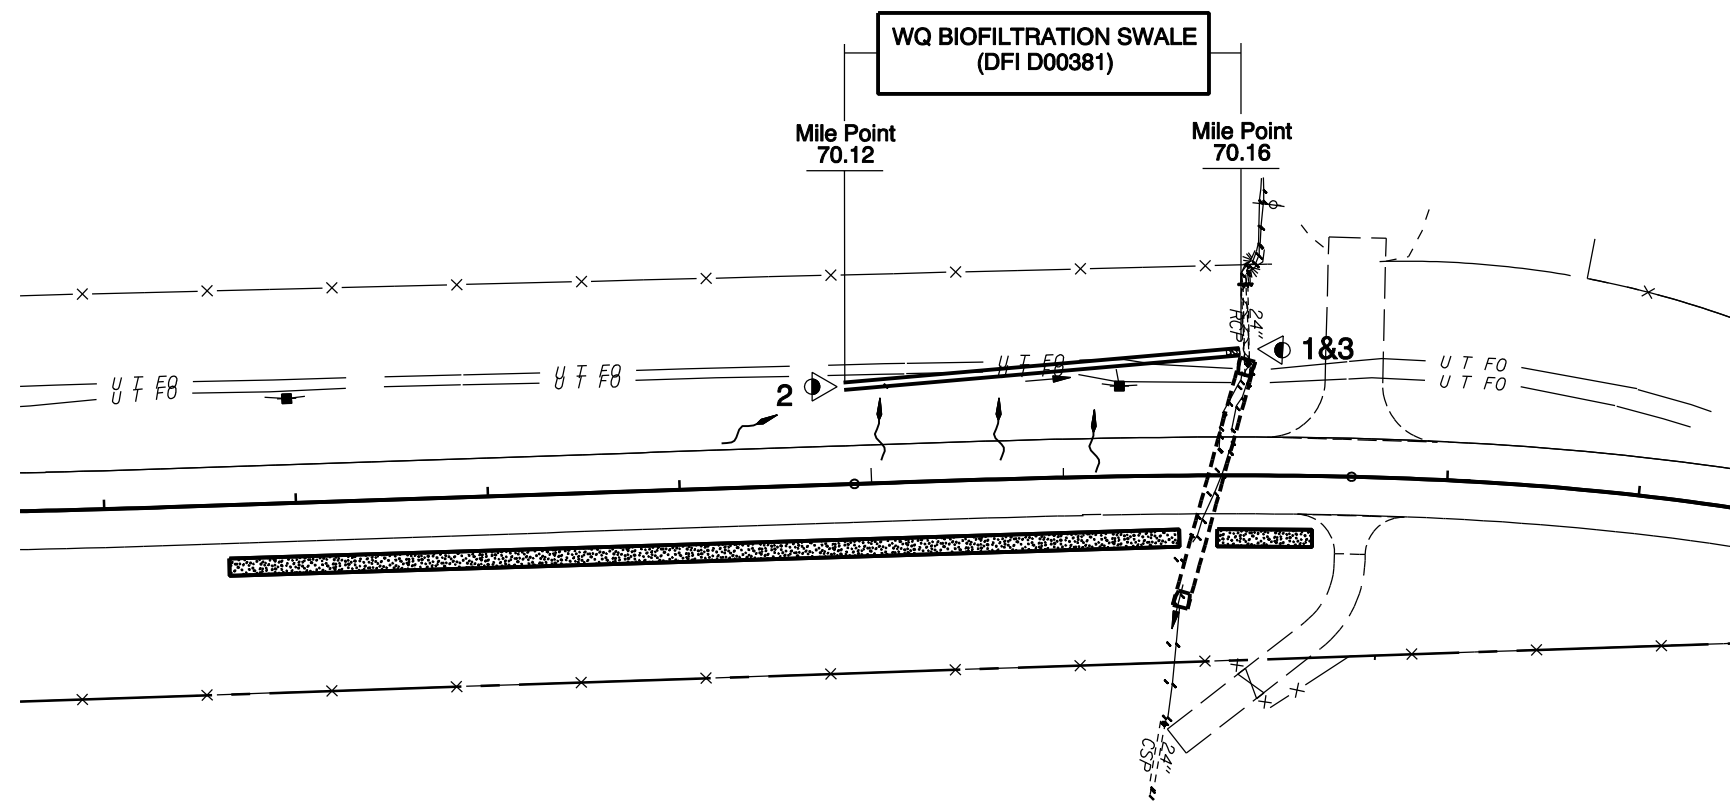 WQ BIOFILTRATION SWALE
(DFI D00381)
Mile Point
70.12
Mile Point
70.16
24"
RCP
1&3
2
U T FO
U T FO
U T FO
U T FO
U T FO
U T FO
U T FO
U T FO
24"
CSP